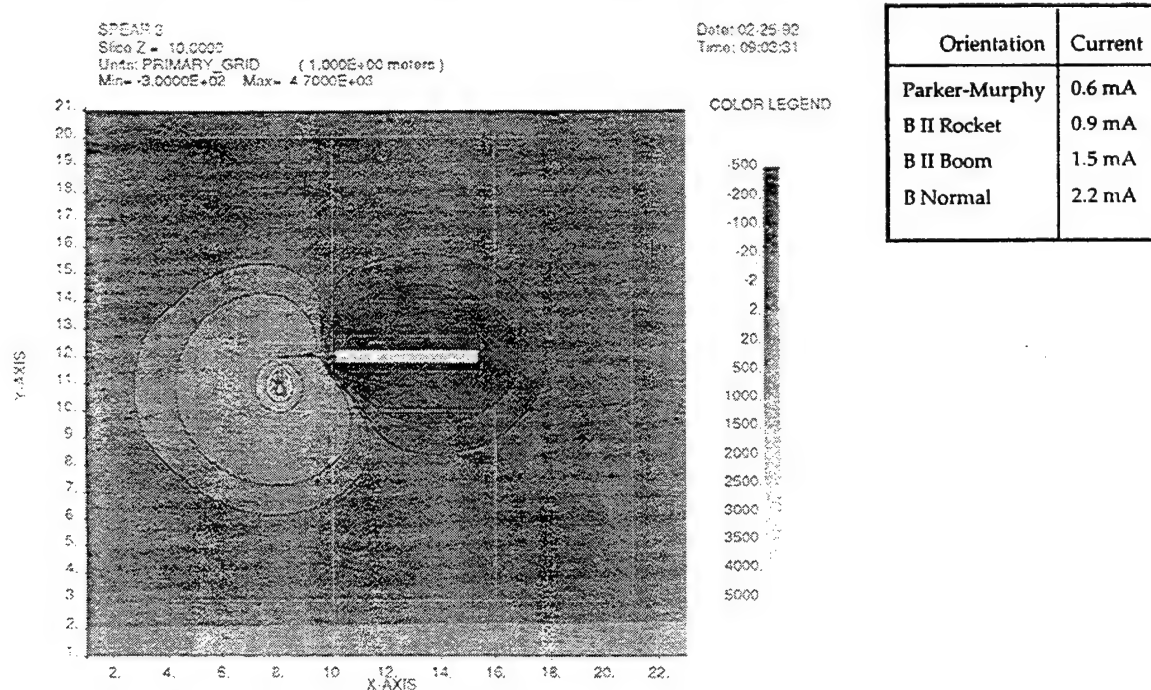 SPEAR 3
Slice Z = 10.0000
Units: PRIMARY_GRID ( 1.000E+00 meters )
Min= -3.0000E+02 Max= 4.7000E+03
Date: 02-25-92
Time: 09:03:31
COLOR LEGEND
-500
-200.
-100.
-20
-2
2.
20.
500.
1000.
1500.
2000
2500.
3000
3500
4000.
5000
Y-AXIS
21.
20.
19.
18.
17.
16.
15.
14.
13.
12.
11.
10.
9.
8.
7.
6.
5.
4.
3
2.
1.
2. 4. 6. 8. 10. 12. 14. 16. 18. 20. 22.
X-AXIS
Orientation Current
Parker-Murphy 0.6 mA
B II Rocket 0.9 mA
B II Boom 1.5 mA
B Normal 2.2 mA